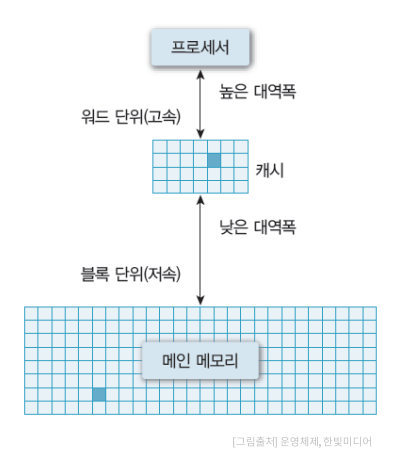 프로세서
높은 대역폭
워드 단위(고속)
캐시
낮은 대역폭
블록 단위(저속)
메인 메모리
[그림출처] 운영체제, 한빛미디어